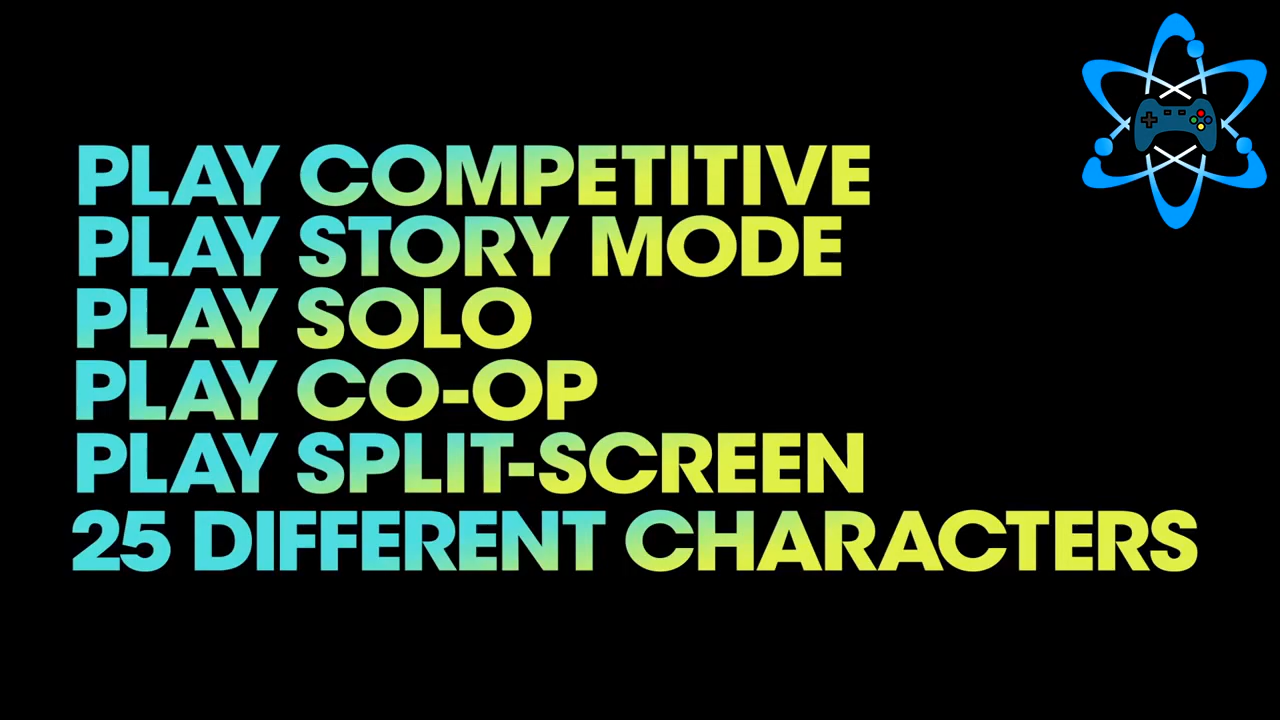 PLAY COMPETITIVE
PLAY STORY MODE
PLAY SOLO
PLAY CO-OP
PLAY SPLIT-SCREEN
25 DIFFERENT CHARACTERS